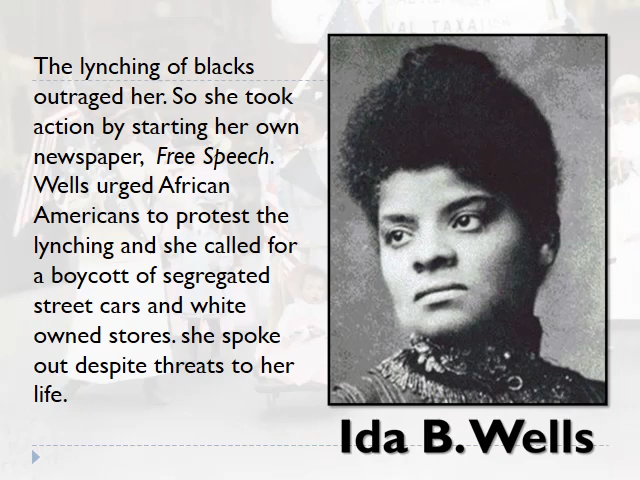 The lynching of blacks
outraged her. So she took
action by starting her own
newspaper, Free Speech.
Wells urged African
Americans to protest the
lynching and she called for
a boycott of segregated
street cars and white
owned stores. she spoke
out despite threats to her
life.
Ida B. Wells